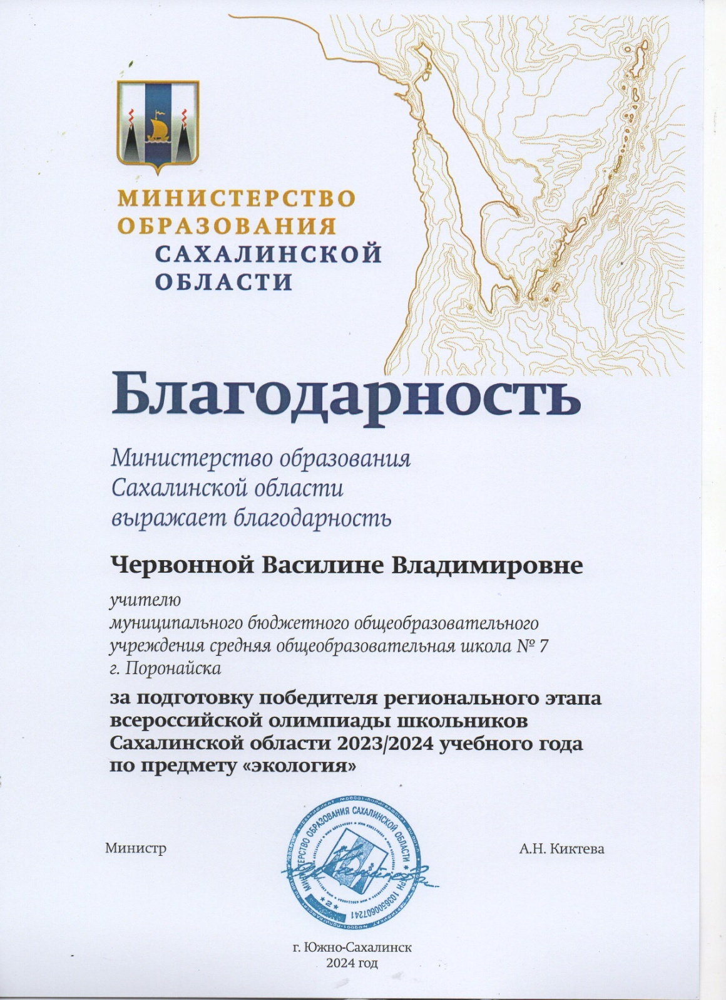 МИНИСТЕРСТВО
ОБРАЗОВАНИЯ
САХАЛИНСКОЙ
ОБЛАСТИ
Благодарность
Министерство образования
Сахалинской области
выражает благодарность
Червонной Василине Владимировне
учителю
муниципального бюджетного общеобразовательного
учреждения средняя общеобразовательная школа № 7
г. Поронайска
за подготовку победителя регионального этапа
всероссийской олимпиады школьников
Сахалинской области 2023/2024 учебного года
по предмету «экология»
Министр
А.Н. Киктева
МИНИСТЕРСТВО ОБРАЗОВАНИЯ САХАЛИНСКОЙ ОБЛАСТИ * ОГРН 1036500607241
*2*
г. Южно-Сахалинск
2024 год